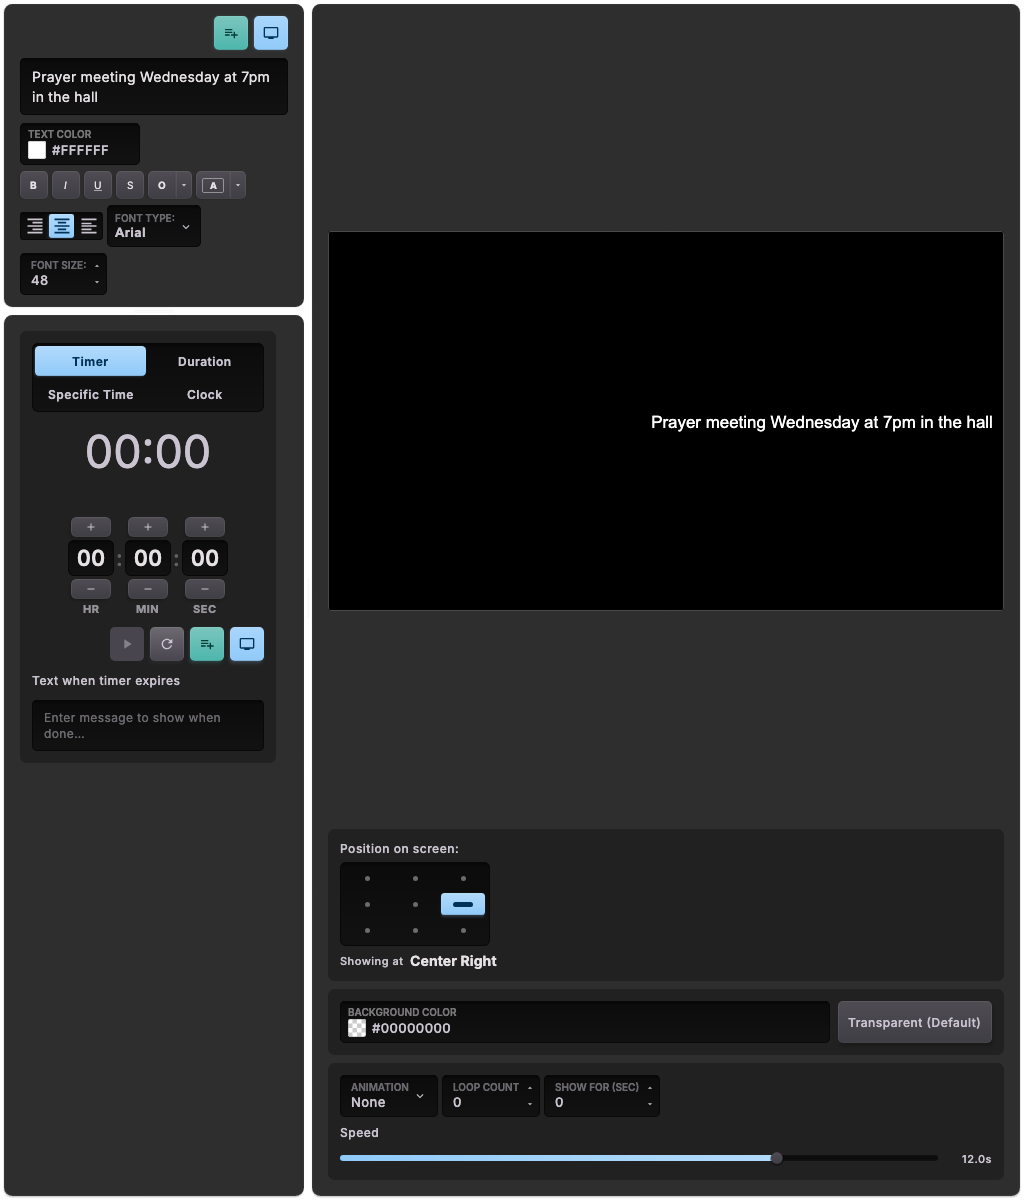 Prayer meeting Wednesday at 7pm
in the hall
TEXT COLOR
#FFFFFF
B I U S O A
FONT TYPE:
Arial
FONT SIZE:
48
Timer Duration
Specific Time Clock
00:00
+ + +
00 : 00 : 00
− − −
HR MIN SEC
Text when timer expires
Enter message to show when
done...
Prayer meeting Wednesday at 7pm in the hall
Position on screen:
Showing at Center Right
BACKGROUND COLOR
#00000000
Transparent (Default)
ANIMATION LOOP COUNT SHOW FOR (SEC)
None 0 0
Speed
12.0s